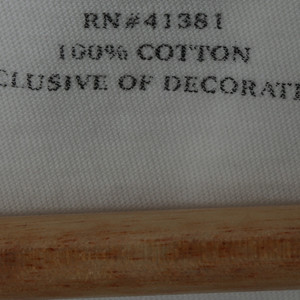 RN#41381
100% COTTON
CLUSIVE OF DECORATI